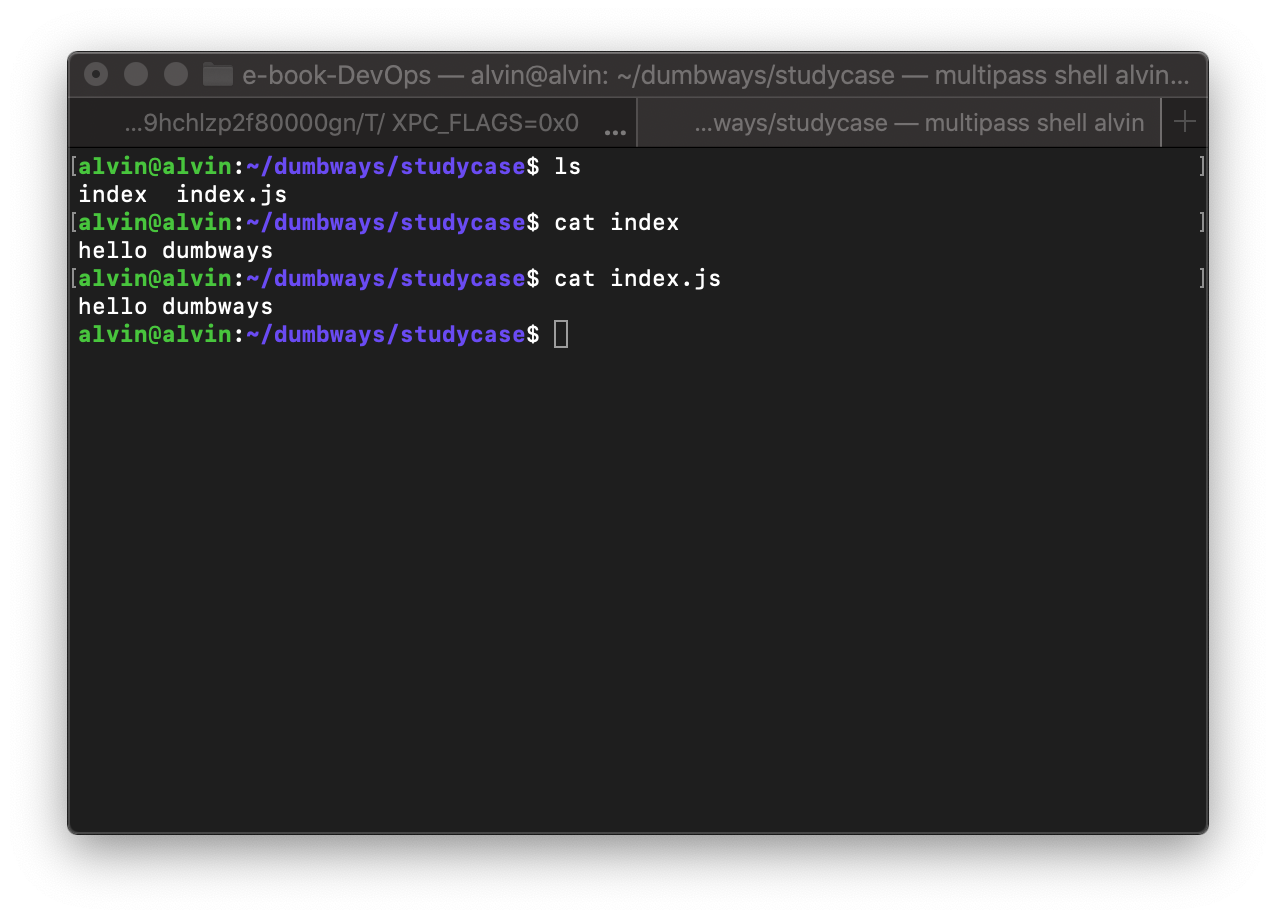 e-book-DevOps — alvin@alvin: ~/dumbways/studycase — multipass shell alvin...
...9hchlzp2f80000gn/T/ XPC_FLAGS=0x0 ... ...ways/studycase — multipass shell alvin +
[alvin@alvin:~/dumbways/studycase$ ls ]
index  index.js
[alvin@alvin:~/dumbways/studycase$ cat index ]
hello dumbways
[alvin@alvin:~/dumbways/studycase$ cat index.js ]
hello dumbways
alvin@alvin:~/dumbways/studycase$